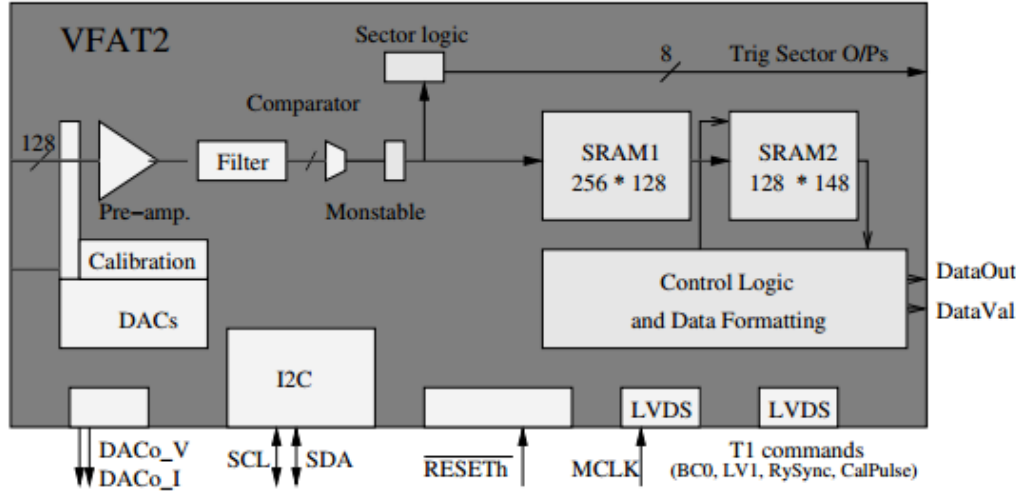 VFAT2
Sector logic
8
Trig Sector O/Ps
Comparator
128
Filter
SRAM1
256 * 128
SRAM2
128 * 148
Pre-amp.
Monstable
Calibration
DACs
Control Logic
and Data Formatting
DataOut
DataVal
I2C
LVDS
LVDS
DACo_V
DACo_I
SCL
SDA
RESETh
MCLK
T1 commands
(BC0, LV1, RySync, CalPulse)